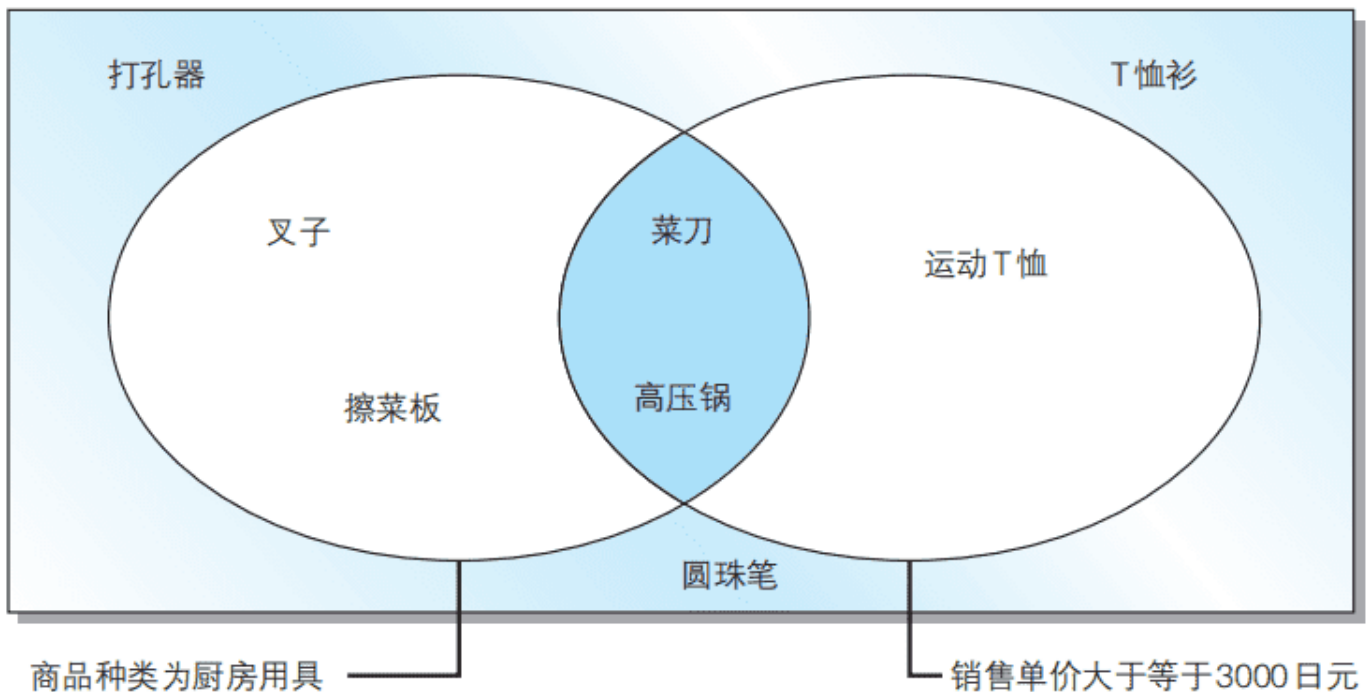 打孔器
T恤衫
叉子
菜刀
运动T恤
擦菜板
高压锅
圆珠笔
商品种类为厨房用具
销售单价大于等于3000日元